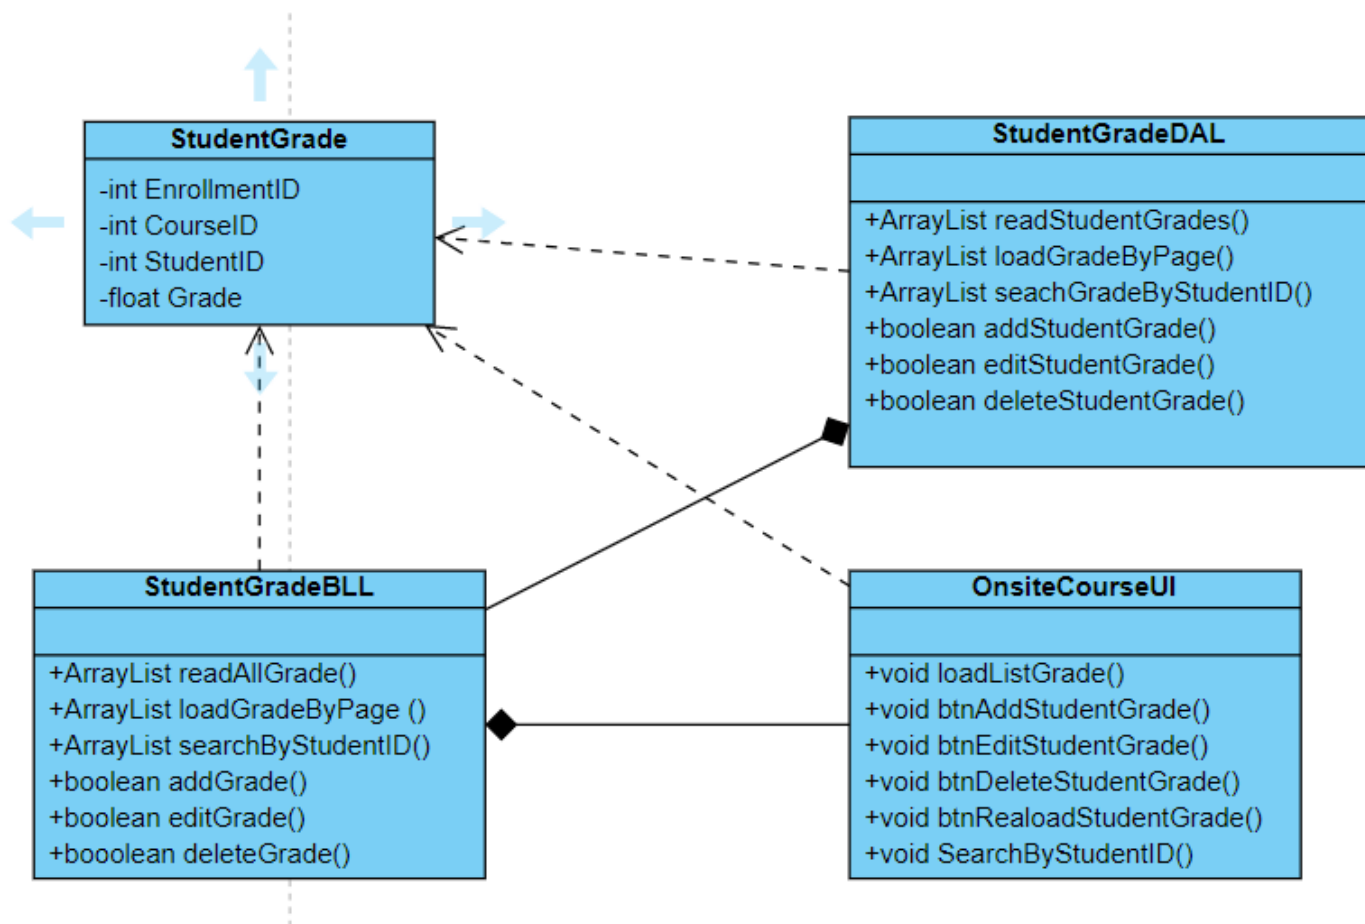 StudentGrade
-int EnrollmentID
-int CourseID
-int StudentID
-float Grade
StudentGradeDAL
+ArrayList readStudentGrades()
+ArrayList loadGradeByPage()
+ArrayList seachGradeByStudentID()
+boolean addStudentGrade()
+boolean editStudentGrade()
+boolean deleteStudentGrade()
StudentGradeBLL
+ArrayList readAllGrade()
+ArrayList loadGradeByPage ()
+ArrayList searchByStudentID()
+boolean addGrade()
+boolean editGrade()
+booolean deleteGrade()
OnsiteCourseUI
+void loadListGrade()
+void btnAddStudentGrade()
+void btnEditStudentGrade()
+void btnDeleteStudentGrade()
+void btnRealoadStudentGrade()
+void SearchByStudentID()